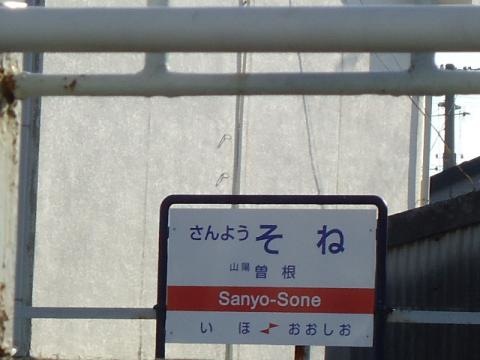 さんよう そね
山陽 曽根
Sanyo-Sone
いほ おおしお